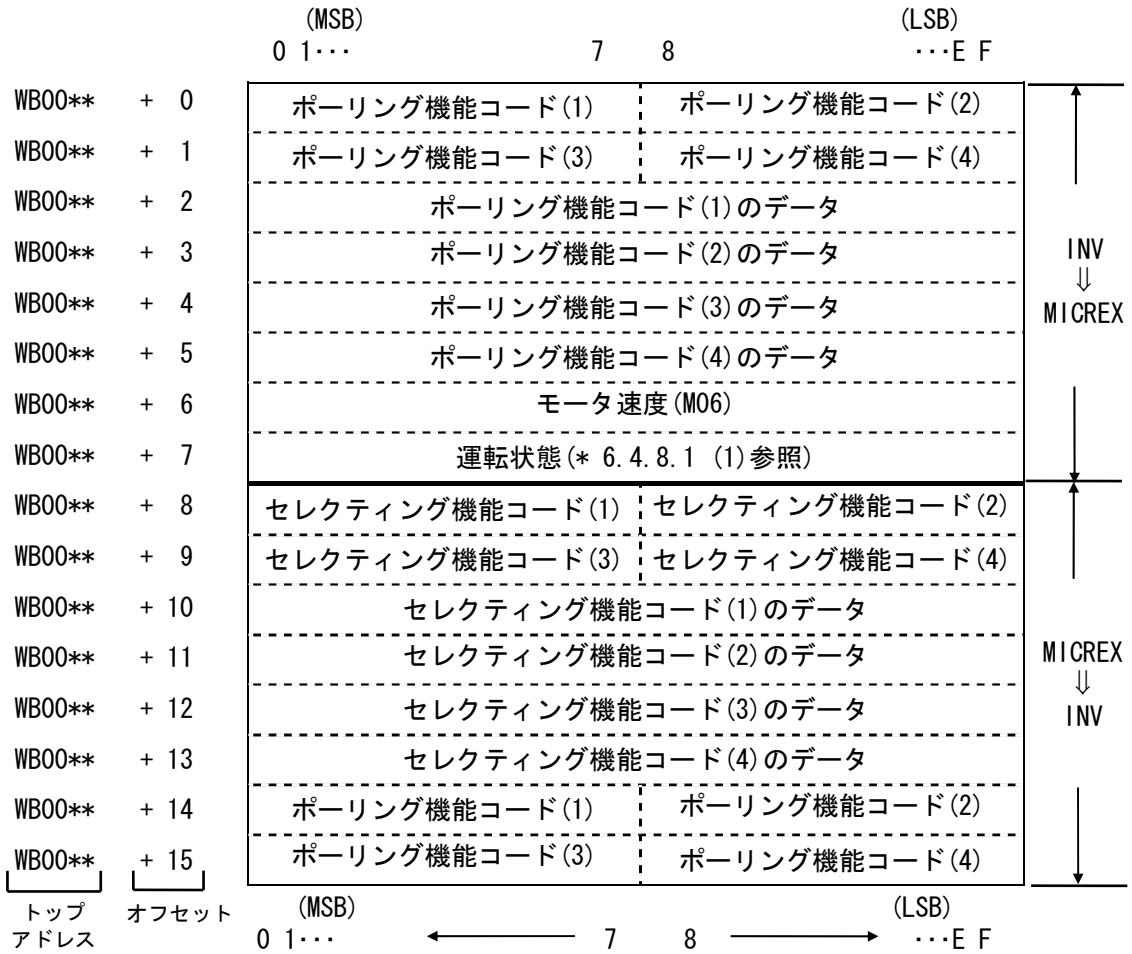 (MSB) (LSB)
0 1··· 7 8 ···E F
WB00** + 0 ポーリング機能コード(1) ポーリング機能コード(2)
WB00** + 1 ポーリング機能コード(3) ポーリング機能コード(4)
WB00** + 2 ポーリング機能コード(1)のデータ
WB00** + 3 ポーリング機能コード(2)のデータ
WB00** + 4 ポーリング機能コード(3)のデータ
WB00** + 5 ポーリング機能コード(4)のデータ
WB00** + 6 モータ速度(M06)
WB00** + 7 運転状態(* 6.4.8.1 (1)参照)
INV
⇓
MICREX
WB00** + 8 セレクティング機能コード(1) セレクティング機能コード(2)
WB00** + 9 セレクティング機能コード(3) セレクティング機能コード(4)
WB00** + 10 セレクティング機能コード(1)のデータ
WB00** + 11 セレクティング機能コード(2)のデータ
WB00** + 12 セレクティング機能コード(3)のデータ
WB00** + 13 セレクティング機能コード(4)のデータ
WB00** + 14 ポーリング機能コード(1) ポーリング機能コード(2)
WB00** + 15 ポーリング機能コード(3) ポーリング機能コード(4)
MICREX
⇓
INV
トップ
アドレス
オフセット
(MSB) (LSB)
0 1··· ← 7 8 → ···E F